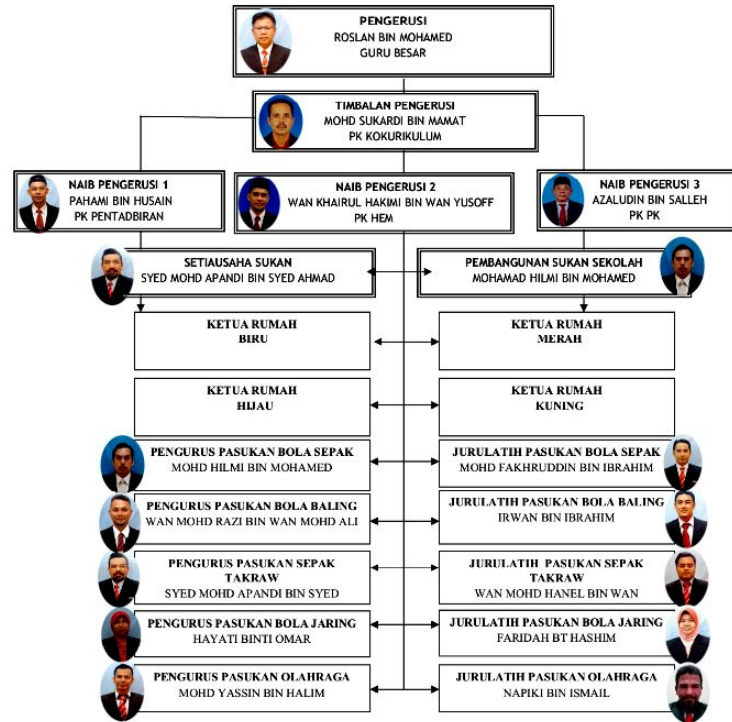 PENGERUSI
ROSLAN BIN MOHAMED
GURU BESAR
TIMBALAN PENGERUSI
MOHD SUKARDI BIN MAMAT
PK KOKURIKULUM
NAIB PENGERUSI 1
PAHAMI BIN HUSAIN
PK PENTADBIRAN
NAIB PENGERUSI 2
WAN KHAIRUL HAKIMI BIN WAN YUSOFF
PK HEM
NAIB PENGERUSI 3
AZALUDIN BIN SALLEH
PK PK
SETIAUSAHA SUKAN
SYED MOHD APANDI BIN SYED AHMAD
PEMBANGUNAN SUKAN SEKOLAH
MOHAMAD HILMI BIN MOHAMED
KETUA RUMAH
BIRU
KETUA RUMAH
MERAH
KETUA RUMAH
HIJAU
KETUA RUMAH
KUNING
PENGURUS PASUKAN BOLA SEPAK
MOHD HILMI BIN MOHAMED
JURULATIH PASUKAN BOLA SEPAK
MOHD FAKHRUDDIN BIN IBRAHIM
PENGURUS PASUKAN BOLA BALING
WAN MOHD RAZI BIN WAN MOHD ALI
JURULATIH PASUKAN BOLA BALING
IRWAN BIN IBRAHIM
PENGURUS PASUKAN SEPAK
TAKRAW
SYED MOHD APANDI BIN SYED
JURULATIH PASUKAN SEPAK
TAKRAW
WAN MOHD HANEL BIN WAN
PENGURUS PASUKAN BOLA JARING
HAYATI BINTI OMAR
JURULATIH PASUKAN BOLA JARING
FARIDAH BT HASHIM
PENGURUS PASUKAN OLAHRAGA
MOHD YASSIN BIN HALIM
JURULATIH PASUKAN OLAHRAGA
NAPIKI BIN ISMAIL